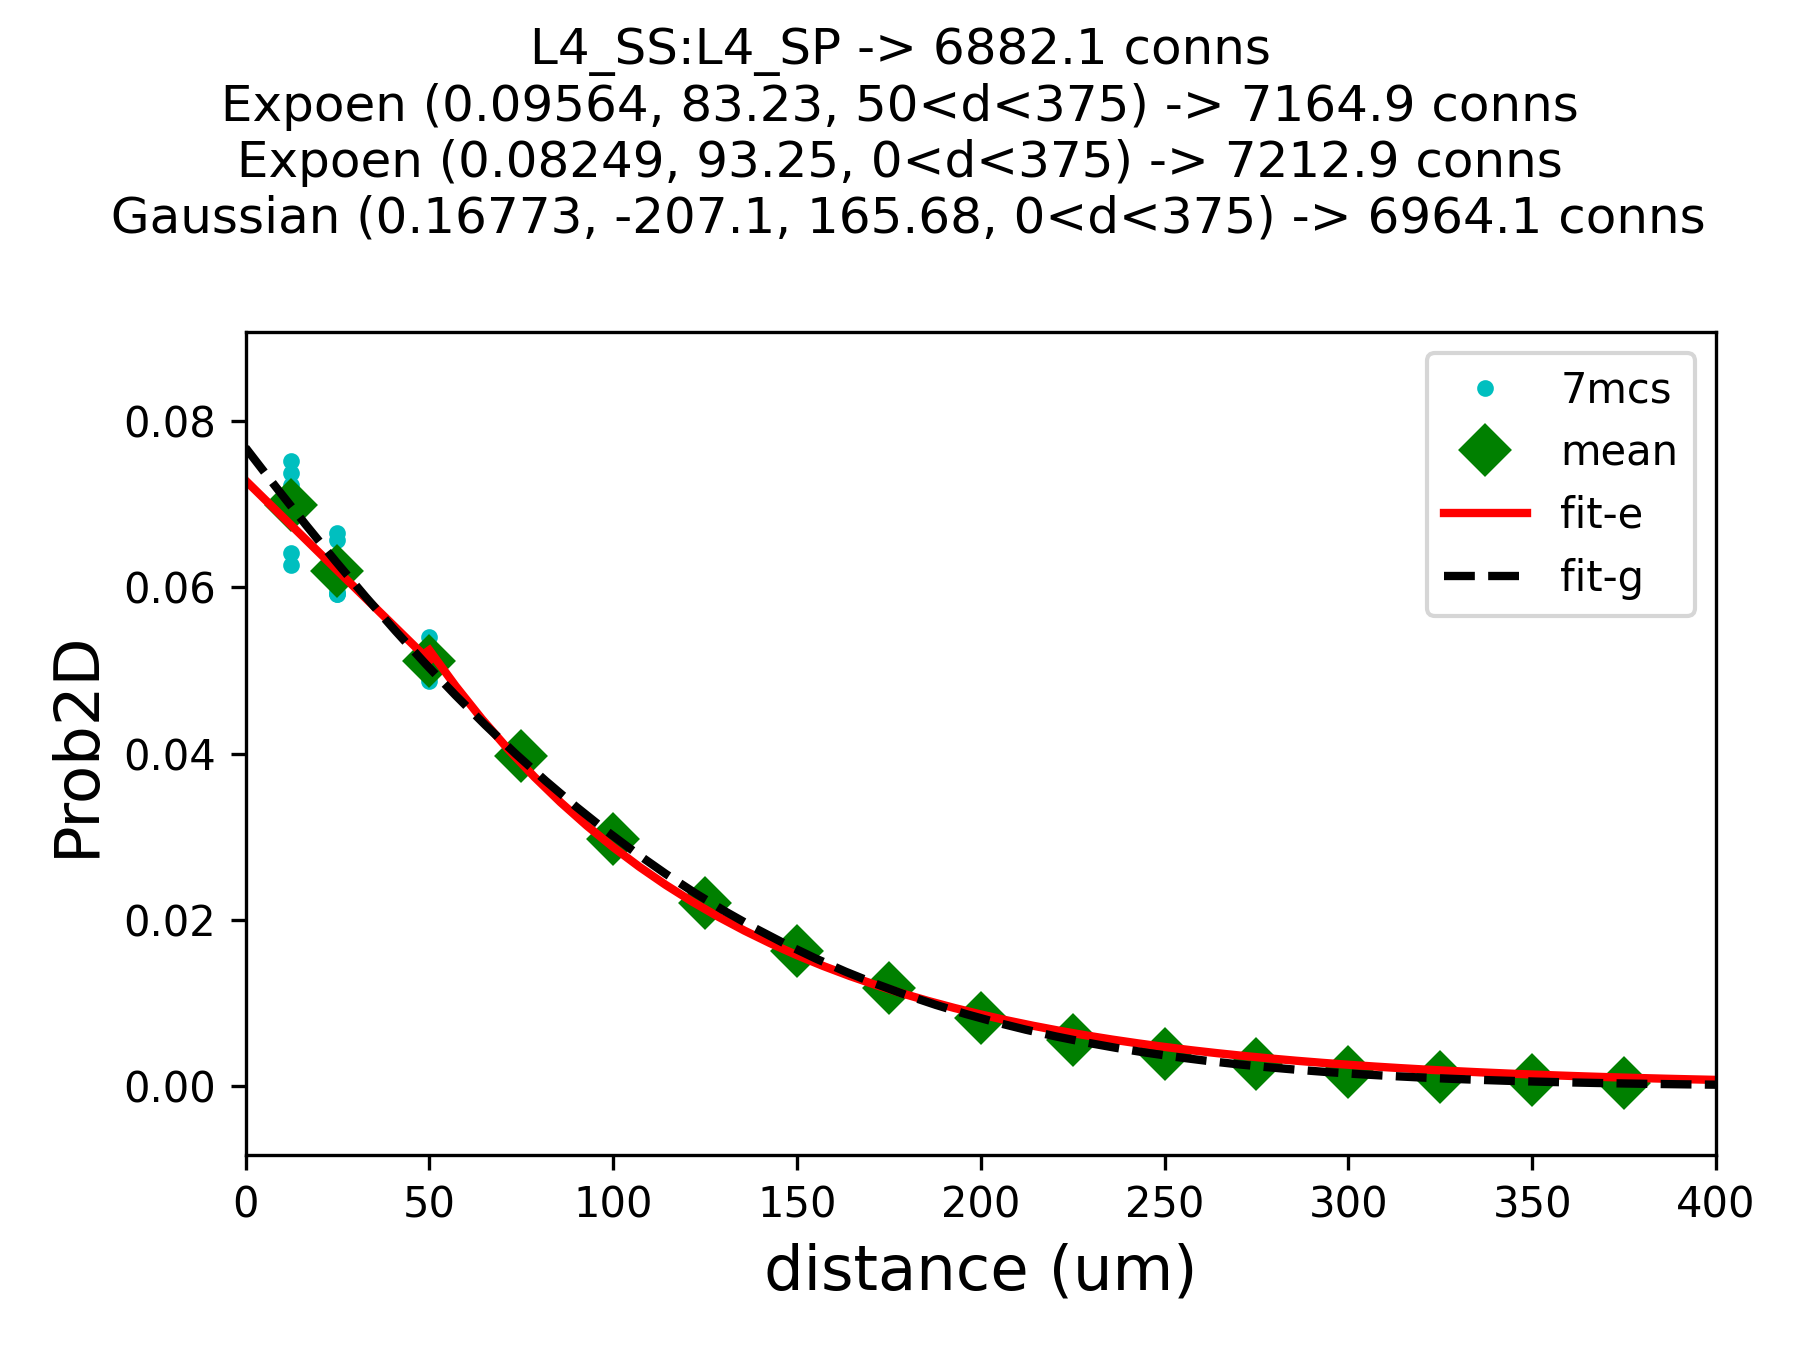 L4_SS:L4_SP -> 6882.1 conns
Expoen (0.09564, 83.23, 50<d<375) -> 7164.9 conns
Expoen (0.08249, 93.25, 0<d<375) -> 7212.9 conns
Gaussian (0.16773, -207.1, 165.68, 0<d<375) -> 6964.1 conns
7mcs
mean
fit-e
fit-g
Prob2D
0.08
0.06
0.04
0.02
0.00
0 50 100 150 200 250 300 350 400
distance (um)